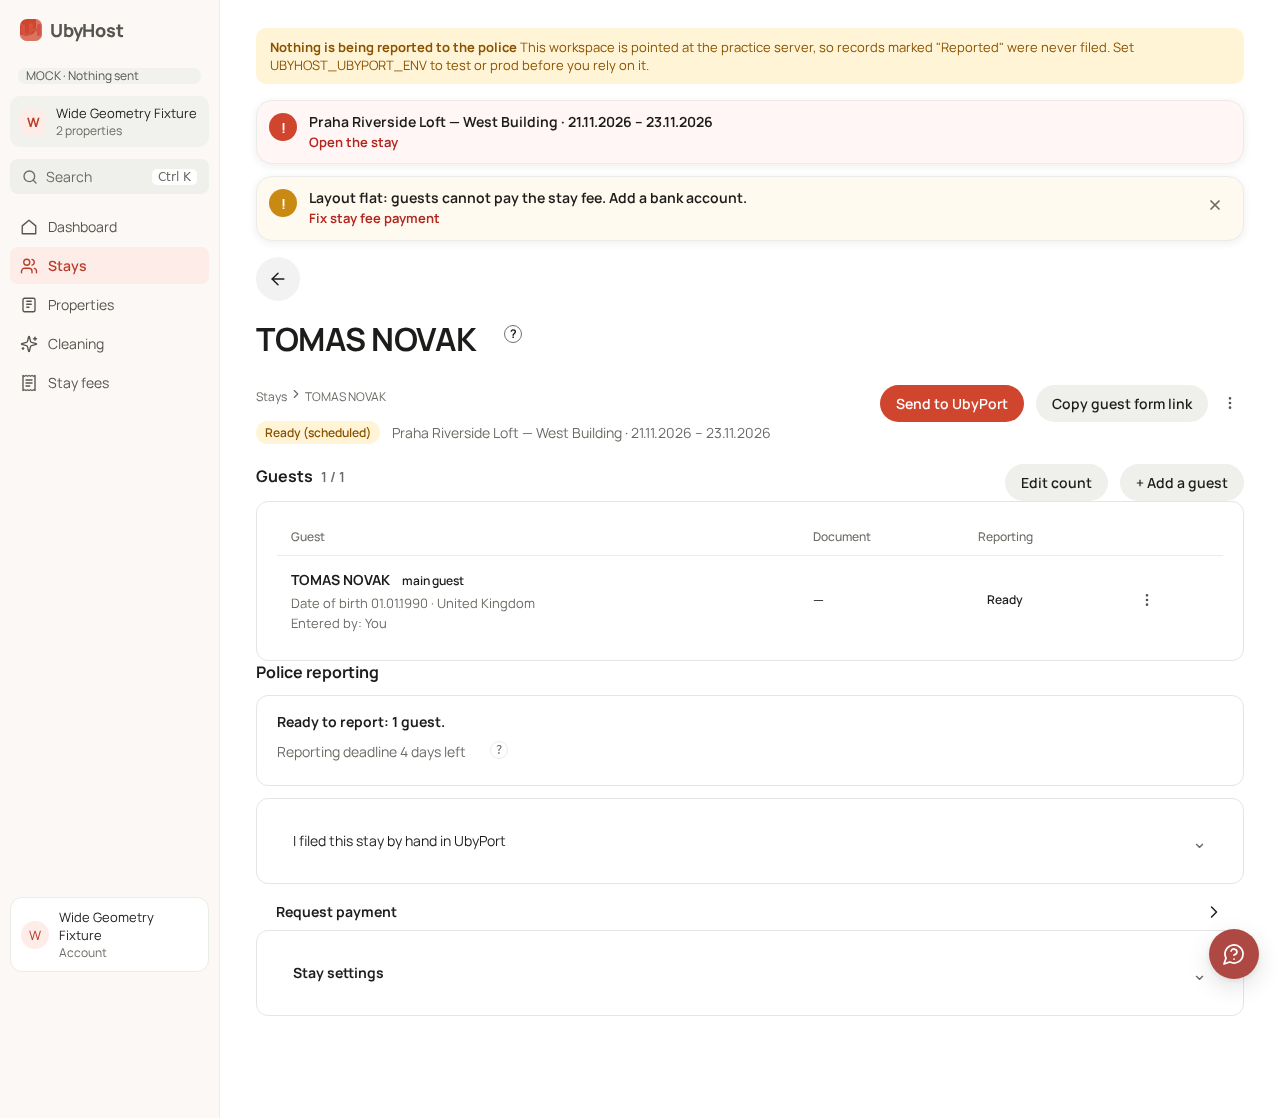 UbyHost
MOCK · Nothing sent
W
Wide Geometry Fixture
2 properties
Search
Ctrl K
Dashboard
Stays
Properties
Cleaning
Stay fees
W
Wide Geometry
Fixture
Account
Nothing is being reported to the police This workspace is pointed at the practice server, so records marked "Reported" were never filed. Set
UBYHOST_UBYPORT_ENV to test or prod before you rely on it.
!
Praha Riverside Loft — West Building · 21.11.2026 – 23.11.2026
Open the stay
!
Layout flat: guests cannot pay the stay fee. Add a bank account.
Fix stay fee payment
TOMAS NOVAK ?
Stays > TOMAS NOVAK
Send to UbyPort
Copy guest form link
Ready (scheduled)
Praha Riverside Loft — West Building · 21.11.2026 – 23.11.2026
Guests 1 / 1
Edit count
+ Add a guest
Guest Document Reporting
TOMAS NOVAK main guest
Date of birth 01.01.1990 · United Kingdom
Entered by: You
—
Ready
Police reporting
Ready to report: 1 guest.
Reporting deadline 4 days left ?
I filed this stay by hand in UbyPort
Request payment
Stay settings